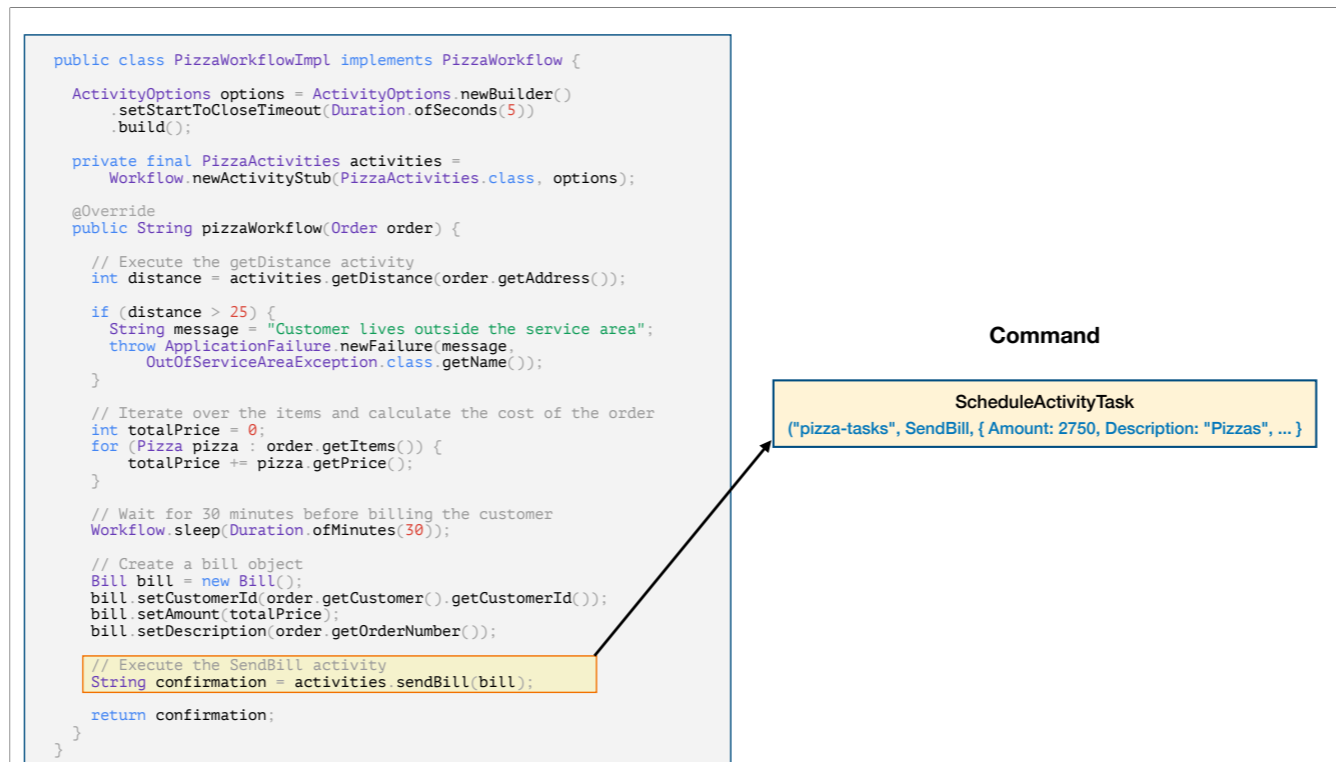 public class PizzaWorkflowImpl implements PizzaWorkflow {
ActivityOptions options = ActivityOptions.newBuilder()
.setStartToCloseTimeout(Duration.ofSeconds(5))
.build();
private final PizzaActivities activities =
Workflow.newActivityStub(PizzaActivities.class, options);
@Override
public String pizzaWorkflow(Order order) {
// Execute the getDistance activity
int distance = activities.getDistance(order.getAddress());
if (distance > 25) {
String message = "Customer lives outside the service area";
throw ApplicationFailure.newFailure(message,
OutOfServiceAreaException.class.getName());
}
// Iterate over the items and calculate the cost of the order
int totalPrice = 0;
for (Pizza pizza : order.getItems()) {
totalPrice += pizza.getPrice();
}
// Wait for 30 minutes before billing the customer
Workflow.sleep(Duration.ofMinutes(30));
// Create a bill object
Bill bill = new Bill();
bill.setCustomerId(order.getCustomer().getCustomerId());
bill.setAmount(totalPrice);
bill.setDescription(order.getOrderNumber());
// Execute the SendBill activity
String confirmation = activities.sendBill(bill);
return confirmation;
}
}
Command
ScheduleActivityTask
("pizza-tasks", SendBill, { Amount: 2750, Description: "Pizzas", ... }